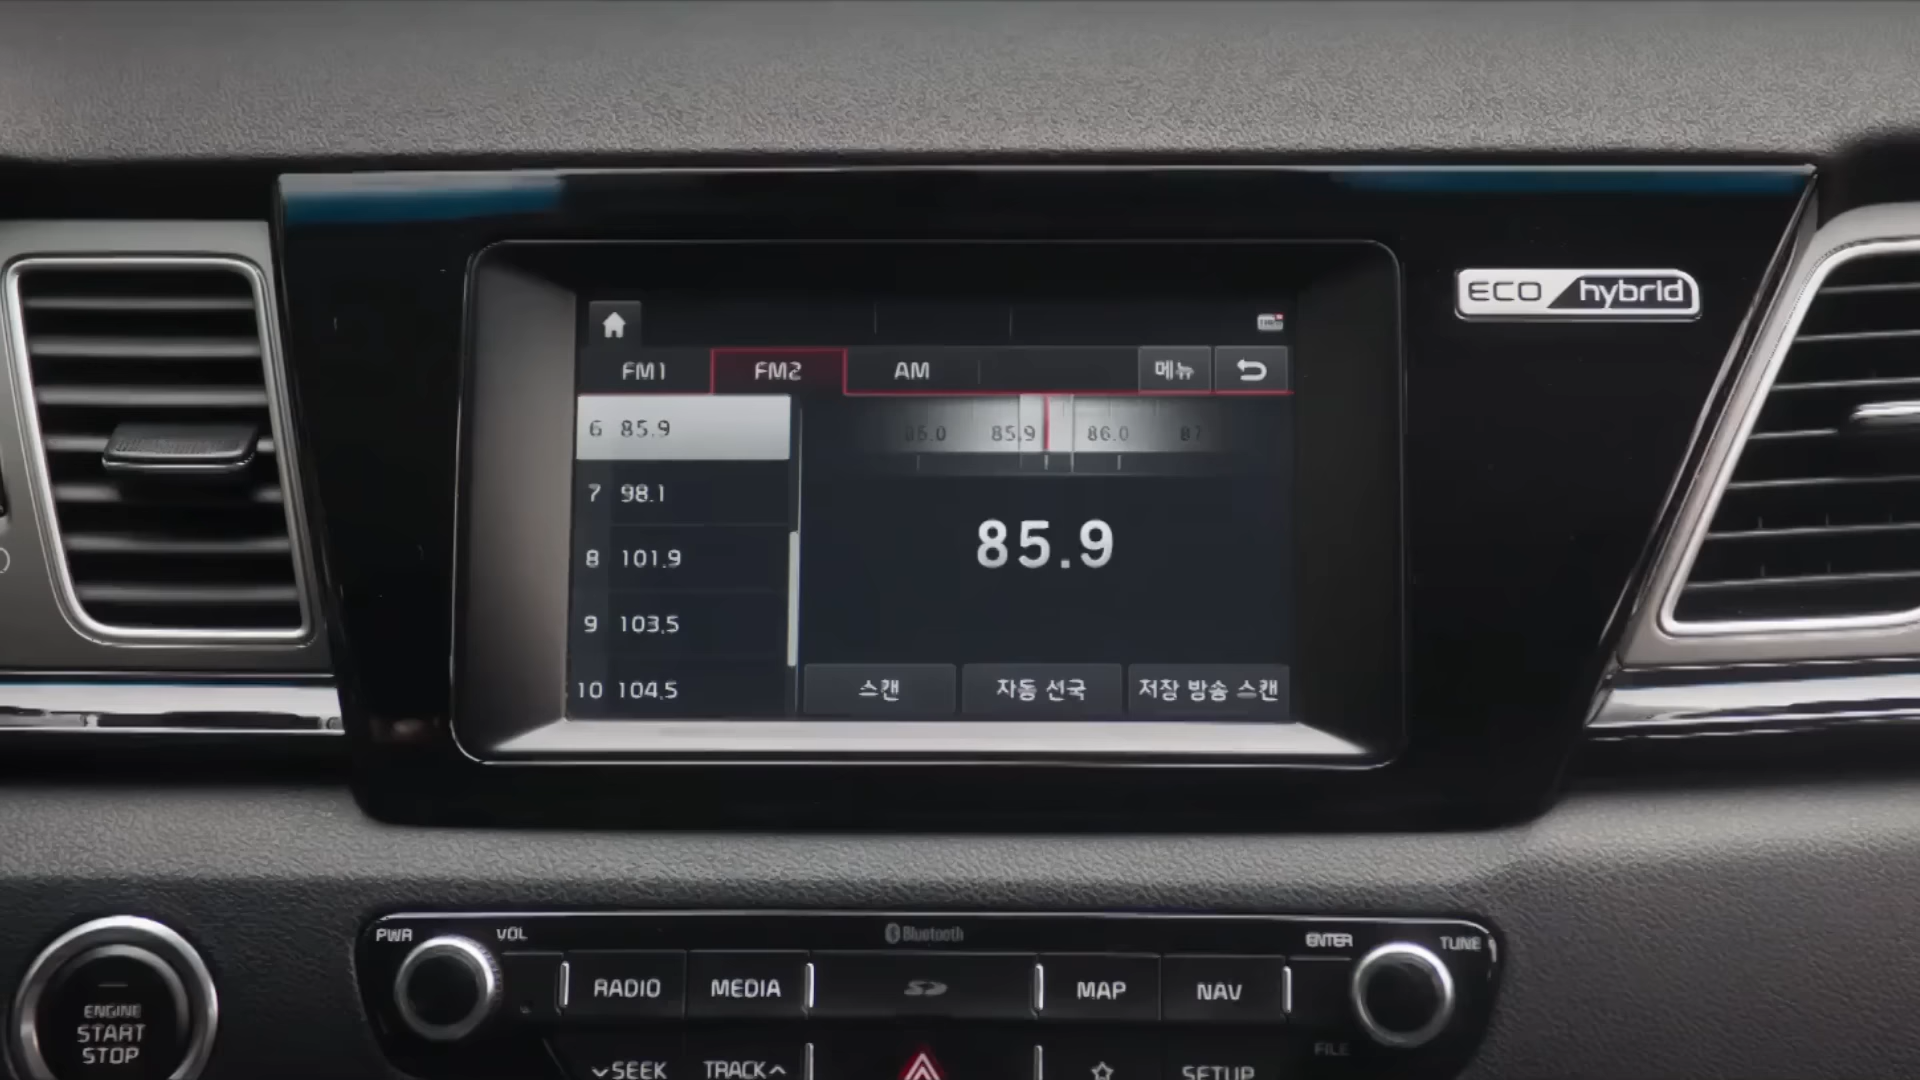 ECO hybrid
FM1 FM2 AM 메뉴
6 85.9
7 98.1
8 101.9
9 103.5
10 104.5
85.0 85.9 86.0 87
85.9
스캔 자동 선국 저장 방송 스캔
PWR VOL Bluetooth ENTER TUNE
RADIO MEDIA SD MAP NAV
FILE
SEEK TRACK SETUP
ENGINE
START
STOP